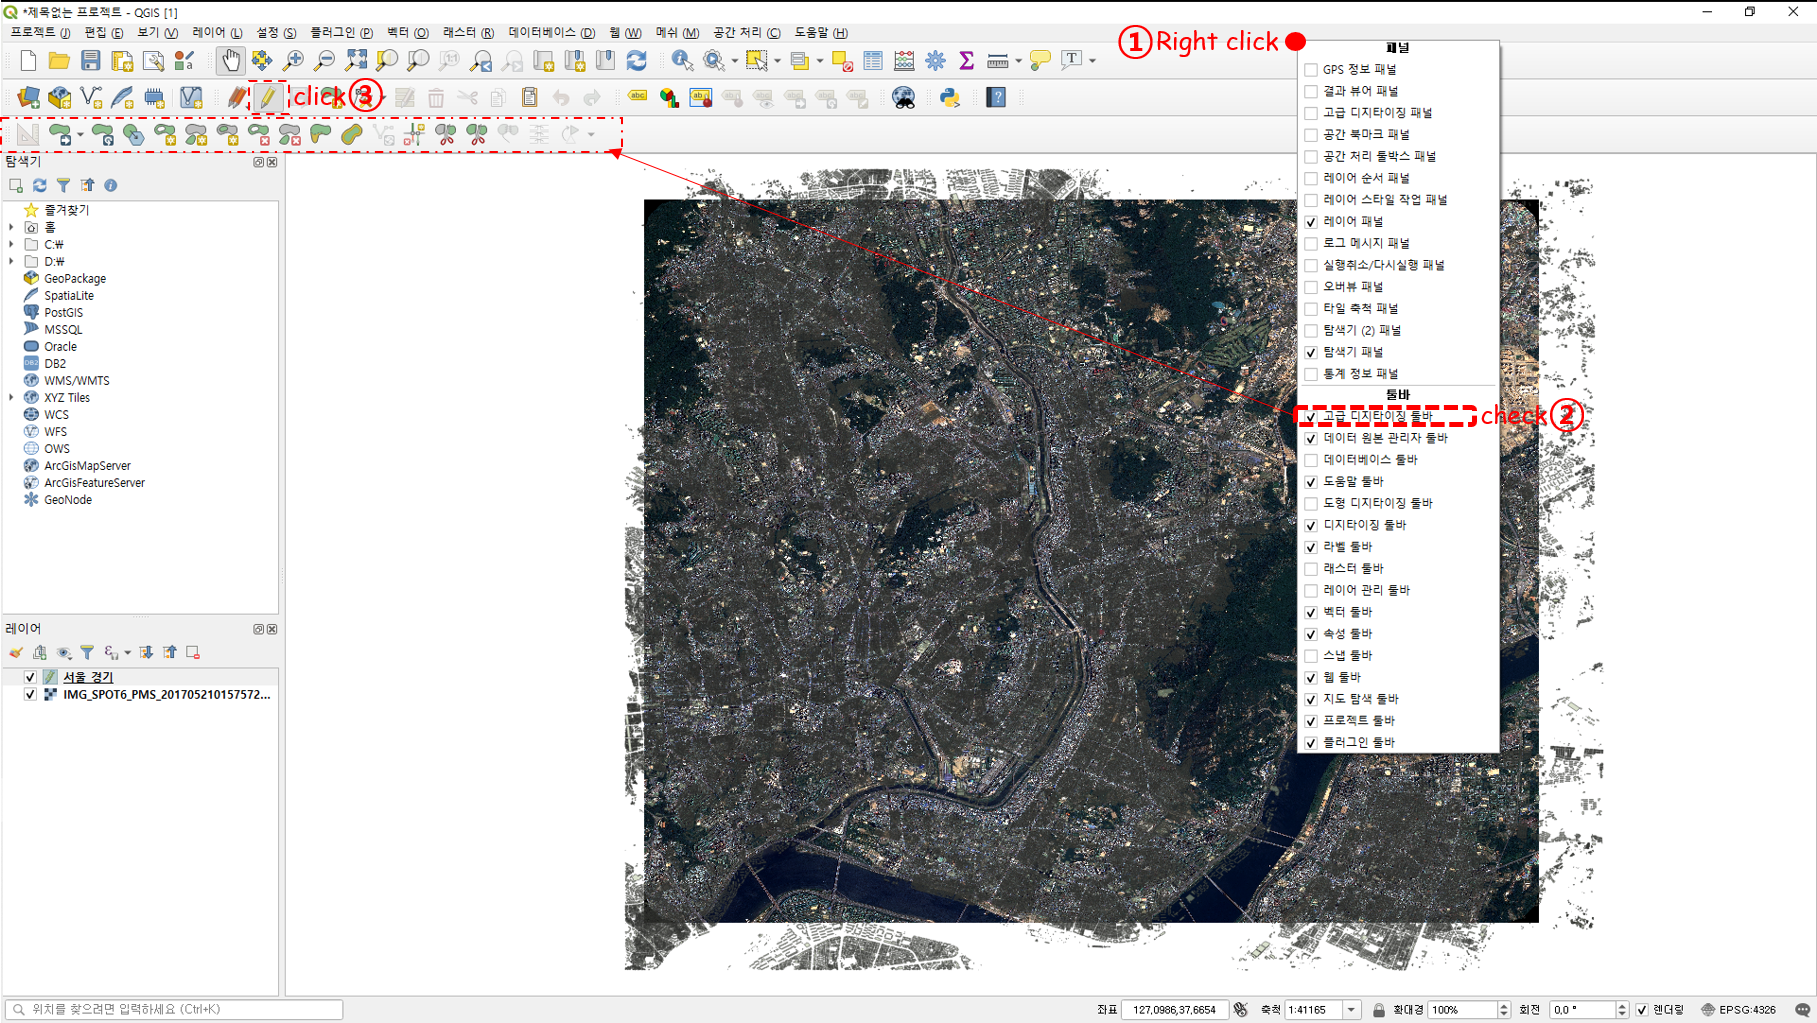 *제목없는 프로젝트 - QGIS [1]
프로젝트 (J) 편집 (E) 보기 (V) 레이어 (L) 설정 (S) 플러그인 (P) 벡터 (O) 래스터 (R) 데이터베이스 (D) 웹 (W) 메쉬 (M) 공간 처리 (C) 도움말 (H)
① Right click
click ③
탐색기
즐겨찾기
홈
C:₩
D:₩
GeoPackage
SpatiaLite
PostGIS
MSSQL
Oracle
DB2
WMS/WMTS
XYZ Tiles
WCS
WFS
OWS
ArcGisMapServer
ArcGisFeatureServer
GeoNode
레이어
서울_경기
IMG_SPOT6_PMS_201705210157572...
패널
GPS 정보 패널
결과 뷰어 패널
고급 디지타이징 패널
공간 북마크 패널
공간 처리 툴박스 패널
레이어 순서 패널
레이어 스타일 작업 패널
레이어 패널
로그 메시지 패널
실행취소/다시실행 패널
오버뷰 패널
타일 축척 패널
탐색기 (2) 패널
탐색기 패널
통계 정보 패널
툴바
고급 디지타이징 툴바
check ②
데이터 원본 관리자 툴바
데이터베이스 툴바
도움말 툴바
도형 디지타이징 툴바
디지타이징 툴바
라벨 툴바
래스터 툴바
레이어 관리 툴바
벡터 툴바
속성 툴바
스냅 툴바
웹 툴바
지도 탐색 툴바
프로젝트 툴바
플러그인 툴바
위치를 찾으려면 입력하세요 (Ctrl+K)
좌표 127,0986,37,6654 축척 1:41165 확대경 100% 회전 0,0 ° 렌더링 EPSG:4326